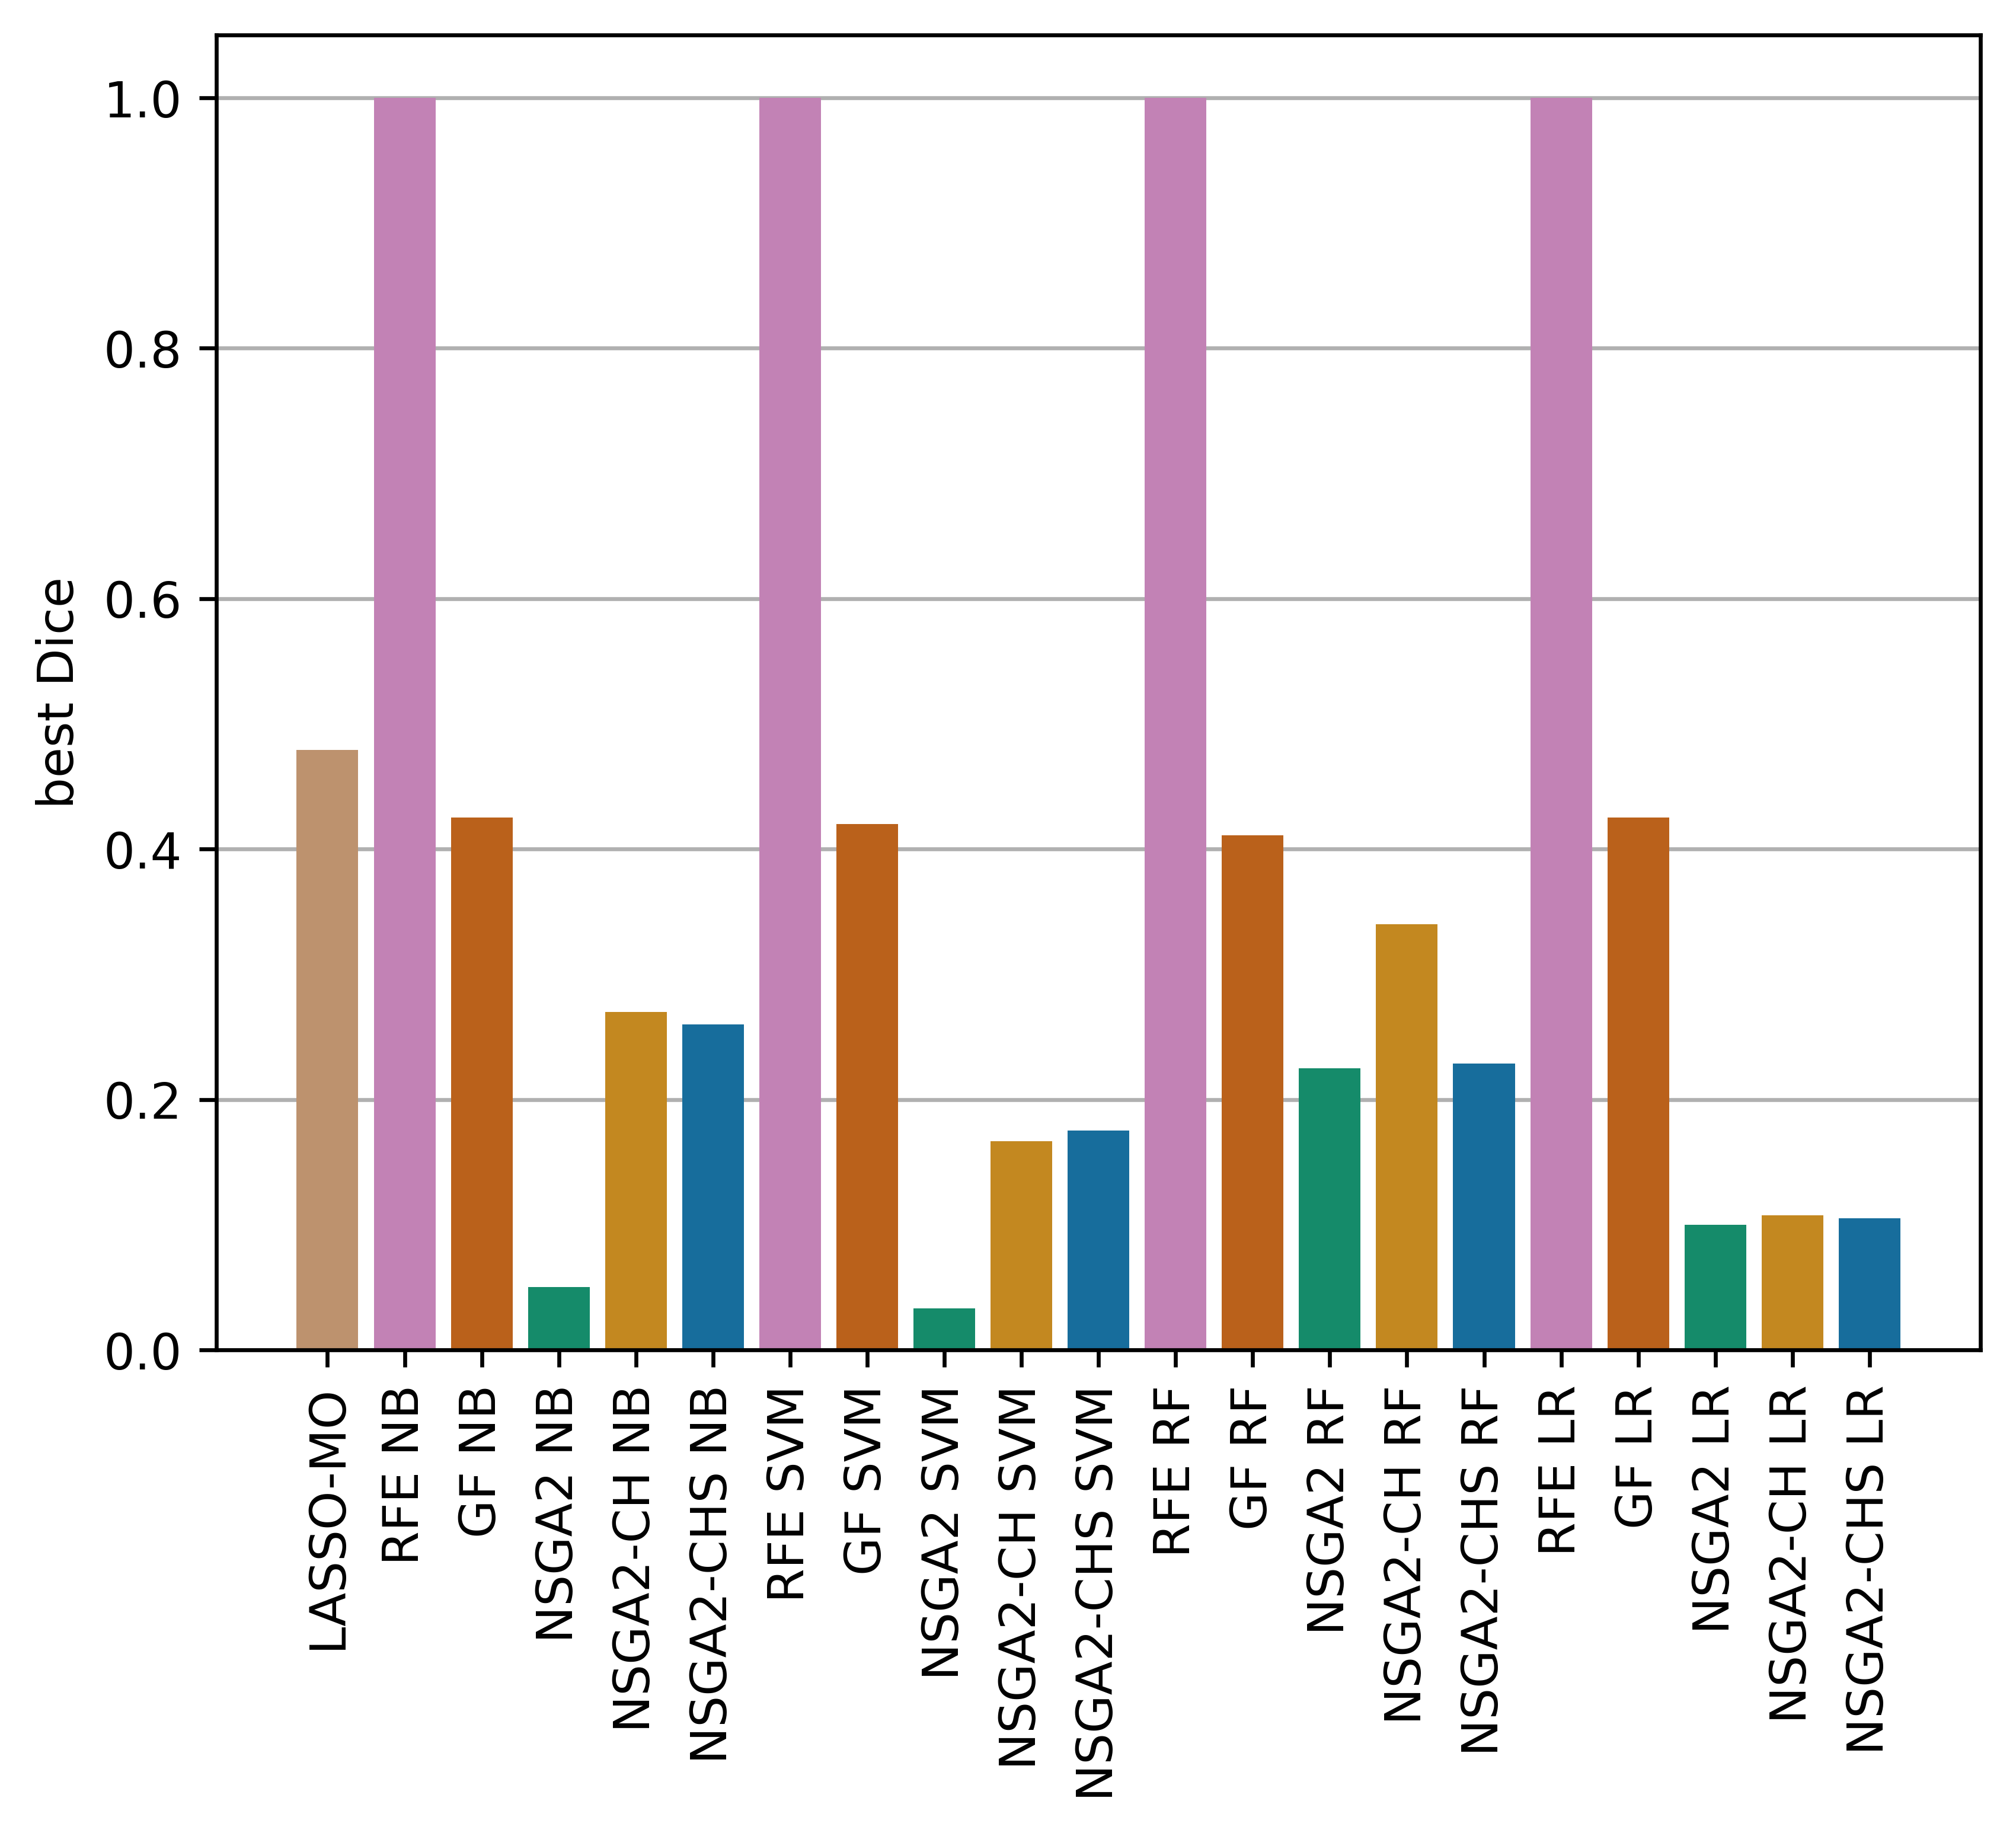 1.0
0.8
0.6
0.4
0.2
0.0
best Dice
LASSO-MO
RFE NB
GF NB
NSGA2 NB
NSGA2-CH NB
NSGA2-CHS NB
RFE SVM
GF SVM
NSGA2 SVM
NSGA2-CH SVM
NSGA2-CHS SVM
RFE RF
GF RF
NSGA2 RF
NSGA2-CH RF
NSGA2-CHS RF
RFE LR
GF LR
NSGA2 LR
NSGA2-CH LR
NSGA2-CHS LR